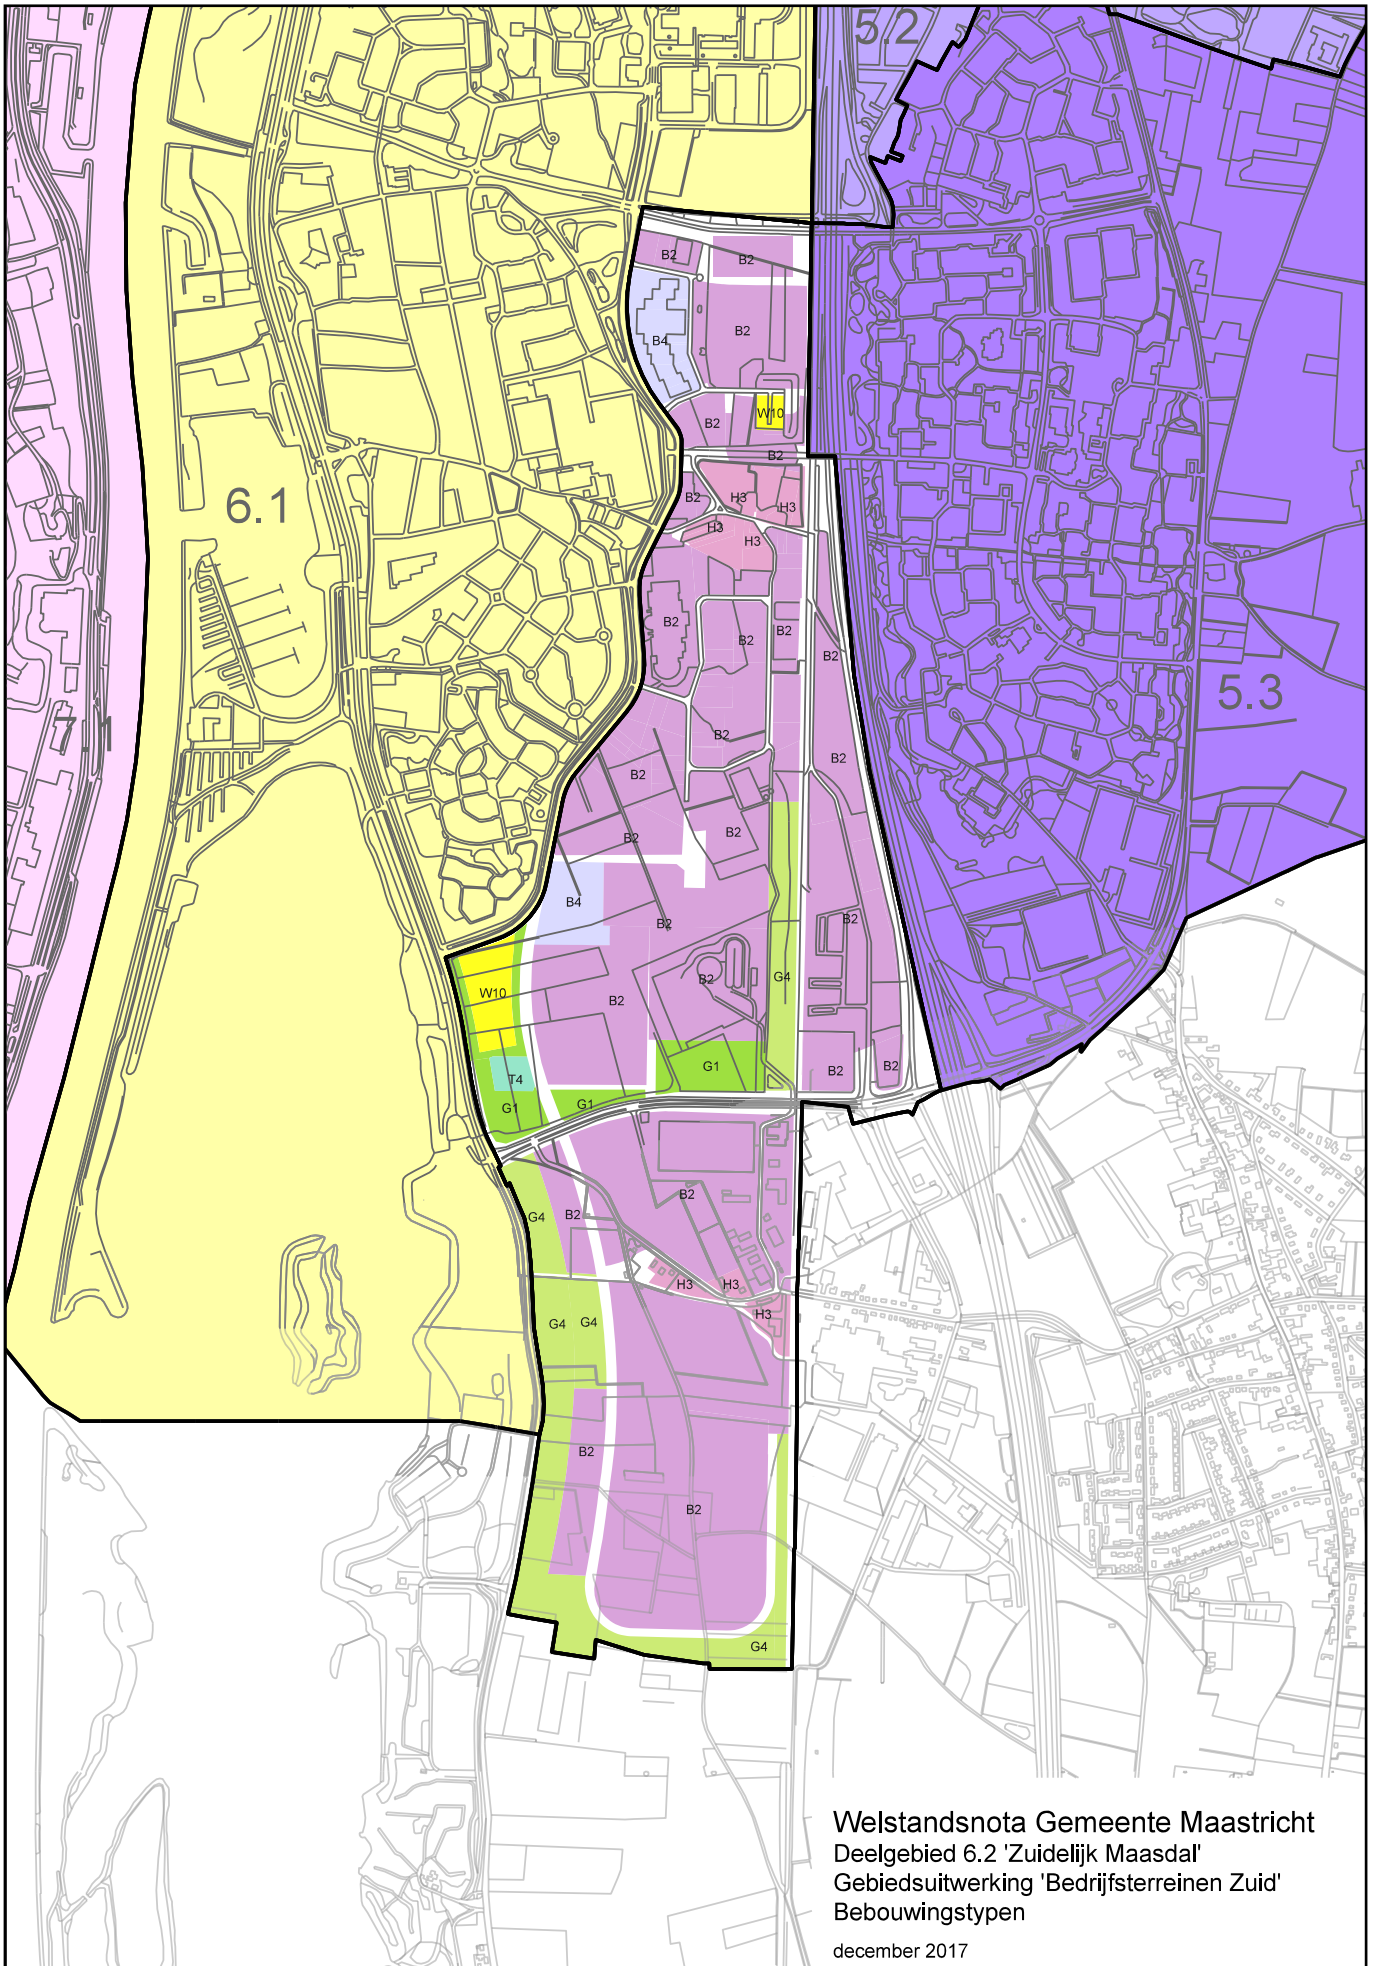 5.2
B2
B2
B2
B4
W10
B2
B2
B2
H3
H3
H3
H3
6.1
B2
B2
B2
B2
5.3
7.1
B2
B2
B2
B2
B2
B4
B2
B2
B2
G4
W10
B2
G1
B2
B2
T4
G1
G1
B2
G4
B2
H3
H3
H3
G4
G4
B2
B2
G4
Welstandsnota Gemeente Maastricht
Deelgebied 6.2 'Zuidelijk Maasdal'
Gebiedsuitwerking 'Bedrijfsterreinen Zuid'
Bebouwingstypen
december 2017